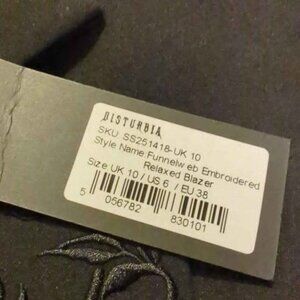 DISTURBIA
SKU: SS251418-UK 10
Style Name:Funnelweb Embroidered
Relaxed Blazer
Size:UK 10 / US 6 / EU 38
5 056782 830101